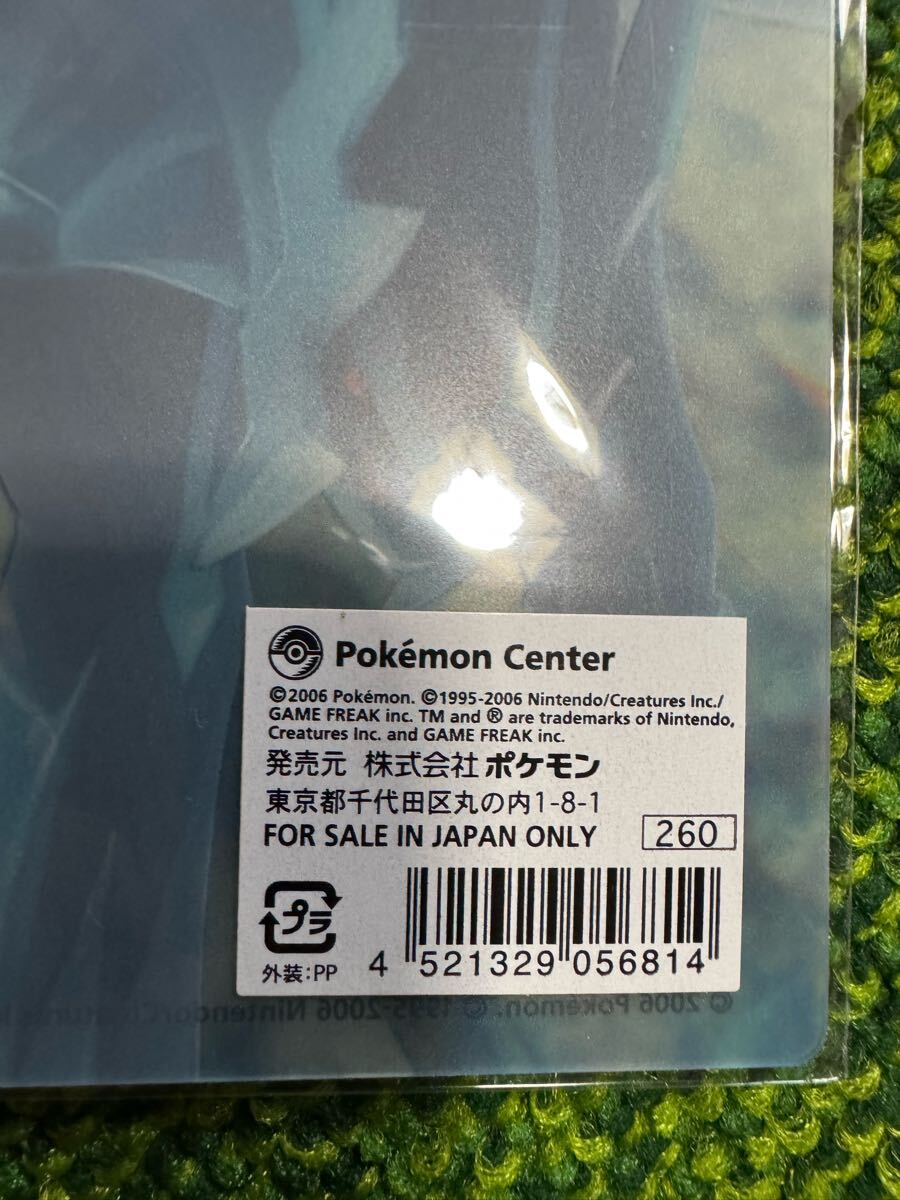 Pokémon Center
©2006 Pokémon. ©1995-2006 Nintendo/Creatures Inc./
GAME FREAK inc. TM and ® are trademarks of Nintendo,
Creatures Inc. and GAME FREAK inc.
発売元 株式会社ポケモン
東京都千代田区丸の内1-8-1
FOR SALE IN JAPAN ONLY 260
プラ
外装:PP
4 521329 056814
© 2006 Pokémon. © 1995-2006 Nintendo/Creatures